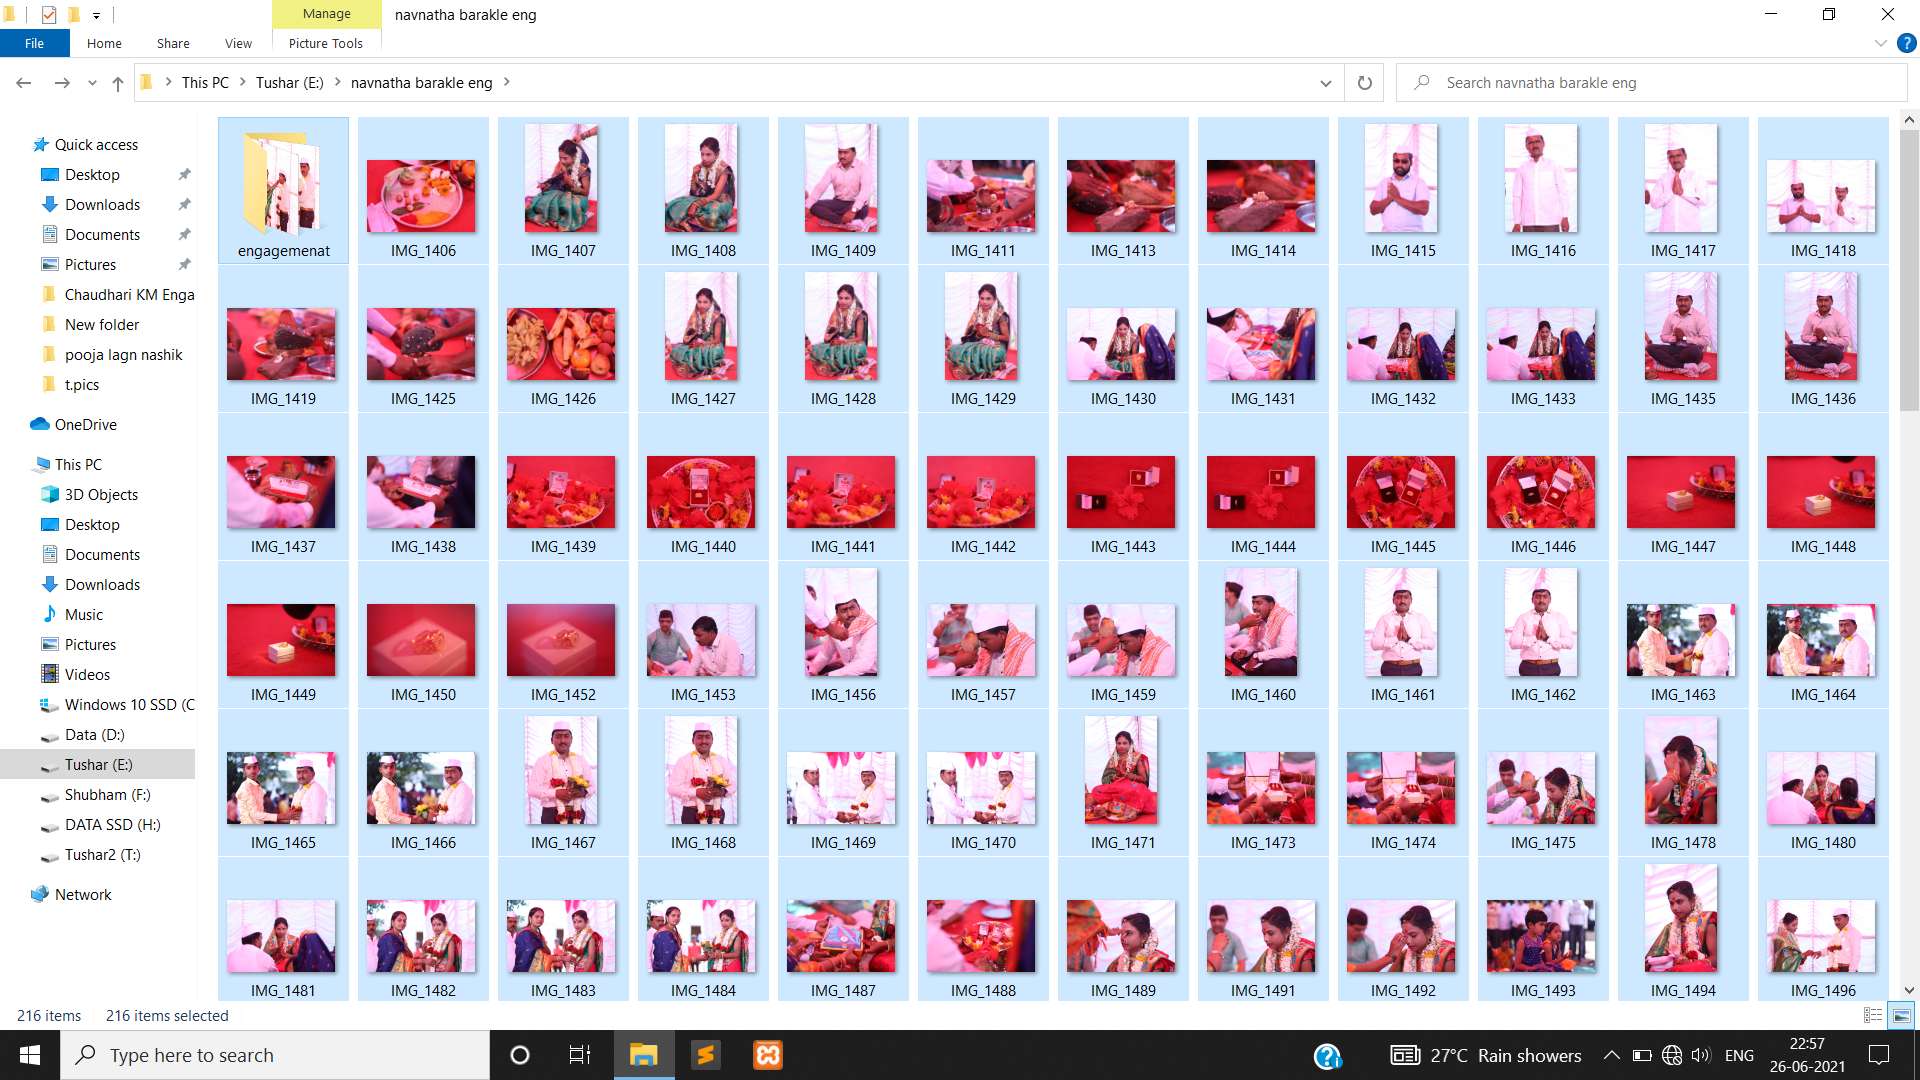 Manage
navnatha barakle eng
File
Home
Share
View
Picture Tools
This PC
Tushar (E:)
navnatha barakle eng
Search navnatha barakle eng
Quick access
Desktop
Downloads
Documents
Pictures
Chaudhari KM Enga
New folder
pooja lagn nashik
t.pics
OneDrive
This PC
3D Objects
Desktop
Documents
Downloads
Music
Pictures
Videos
Windows 10 SSD (C
Data (D:)
Tushar (E:)
Shubham (F:)
DATA SSD (H:)
Tushar2 (T:)
Network
engagemenat IMG_1406 IMG_1407 IMG_1408 IMG_1409 IMG_1411 IMG_1413 IMG_1414 IMG_1415 IMG_1416 IMG_1417 IMG_1418
IMG_1419 IMG_1425 IMG_1426 IMG_1427 IMG_1428 IMG_1429 IMG_1430 IMG_1431 IMG_1432 IMG_1433 IMG_1435 IMG_1436
IMG_1437 IMG_1438 IMG_1439 IMG_1440 IMG_1441 IMG_1442 IMG_1443 IMG_1444 IMG_1445 IMG_1446 IMG_1447 IMG_1448
IMG_1449 IMG_1450 IMG_1452 IMG_1453 IMG_1456 IMG_1457 IMG_1459 IMG_1460 IMG_1461 IMG_1462 IMG_1463 IMG_1464
IMG_1465 IMG_1466 IMG_1467 IMG_1468 IMG_1469 IMG_1470 IMG_1471 IMG_1473 IMG_1474 IMG_1475 IMG_1478 IMG_1480
IMG_1481 IMG_1482 IMG_1483 IMG_1484 IMG_1487 IMG_1488 IMG_1489 IMG_1491 IMG_1492 IMG_1493 IMG_1494 IMG_1496
216 items
216 items selected
Type here to search
27°C Rain showers
ENG
22:57
26-06-2021